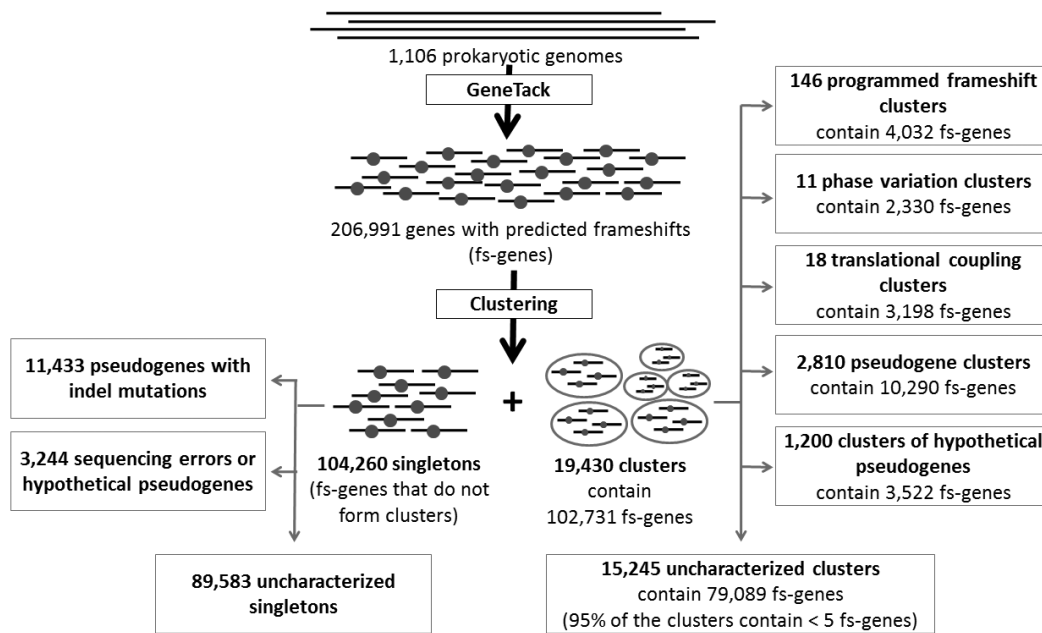 1,106 prokaryotic genomes
GeneTack
206,991 genes with predicted frameshifts
(fs-genes)
Clustering
11,433 pseudogenes with
indel mutations
3,244 sequencing errors or
hypothetical pseudogenes
104,260 singletons
(fs-genes that do not
form clusters)
+
19,430 clusters
contain
102,731 fs-genes
89,583 uncharacterized
singletons
146 programmed frameshift
clusters
contain 4,032 fs-genes
11 phase variation clusters
contain 2,330 fs-genes
18 translational coupling
clusters
contain 3,198 fs-genes
2,810 pseudogene clusters
contain 10,290 fs-genes
1,200 clusters of hypothetical
pseudogenes
contain 3,522 fs-genes
15,245 uncharacterized clusters
contain 79,089 fs-genes
(95% of the clusters contain < 5 fs-genes)